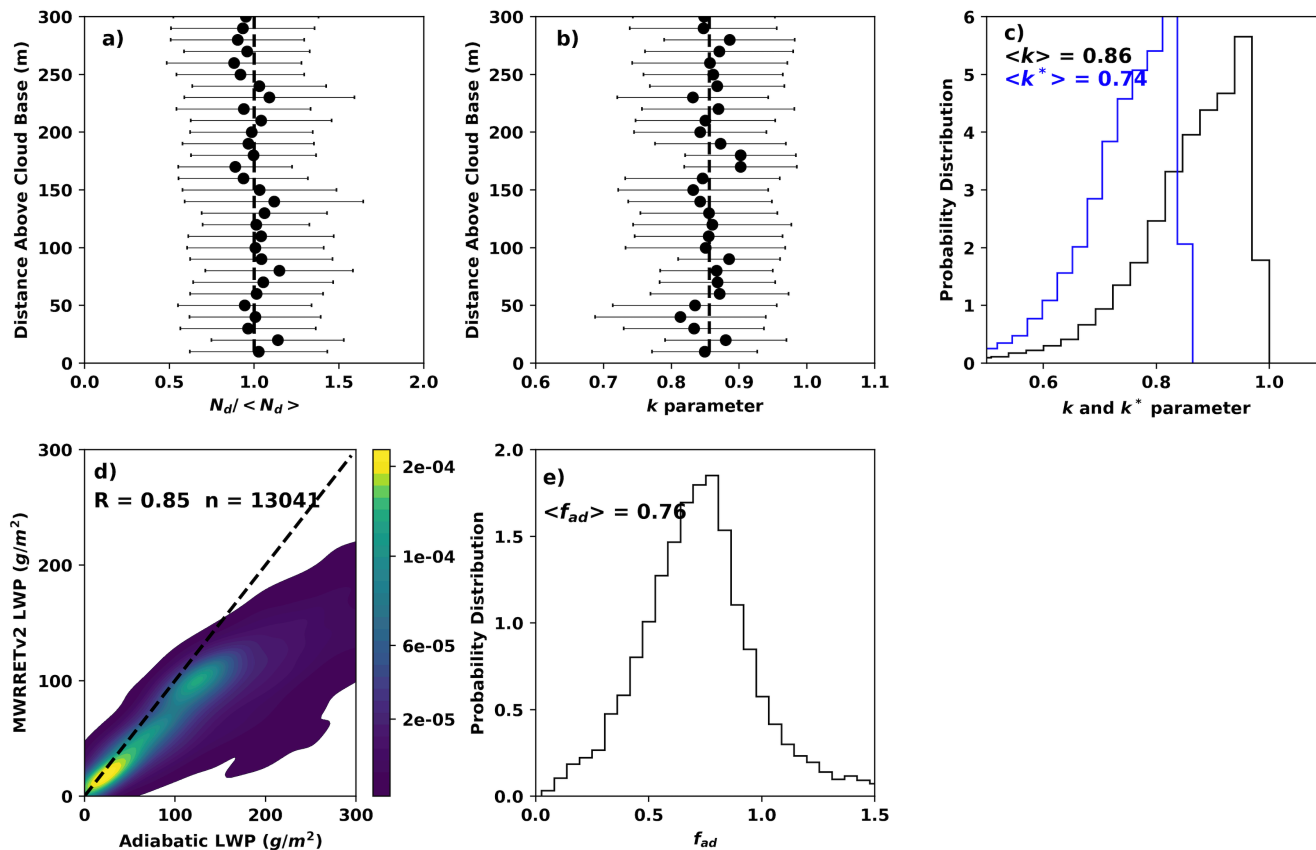 a)
300
250
200
150
100
50
0
Distance Above Cloud Base (m)
0.0 0.5 1.0 1.5 2.0
N_d/<N_d>
b)
300
250
200
150
100
50
0
Distance Above Cloud Base (m)
0.6 0.7 0.8 0.9 1.0 1.1
k parameter
c)
<k> = 0.86
<k*> = 0.74
6
5
4
3
2
1
0
Probability Distribution
0.6 0.8 1.0
k and k* parameter
d)
R = 0.85 n = 13041
300
200
100
0
MWRRETv2 LWP (g/m²)
0 100 200 300
Adiabatic LWP (g/m²)
2e-04
1e-04
6e-05
2e-05
e)
<f_ad> = 0.76
2.0
1.5
1.0
0.5
0.0
Probability Distribution
0.0 0.5 1.0 1.5
f_ad